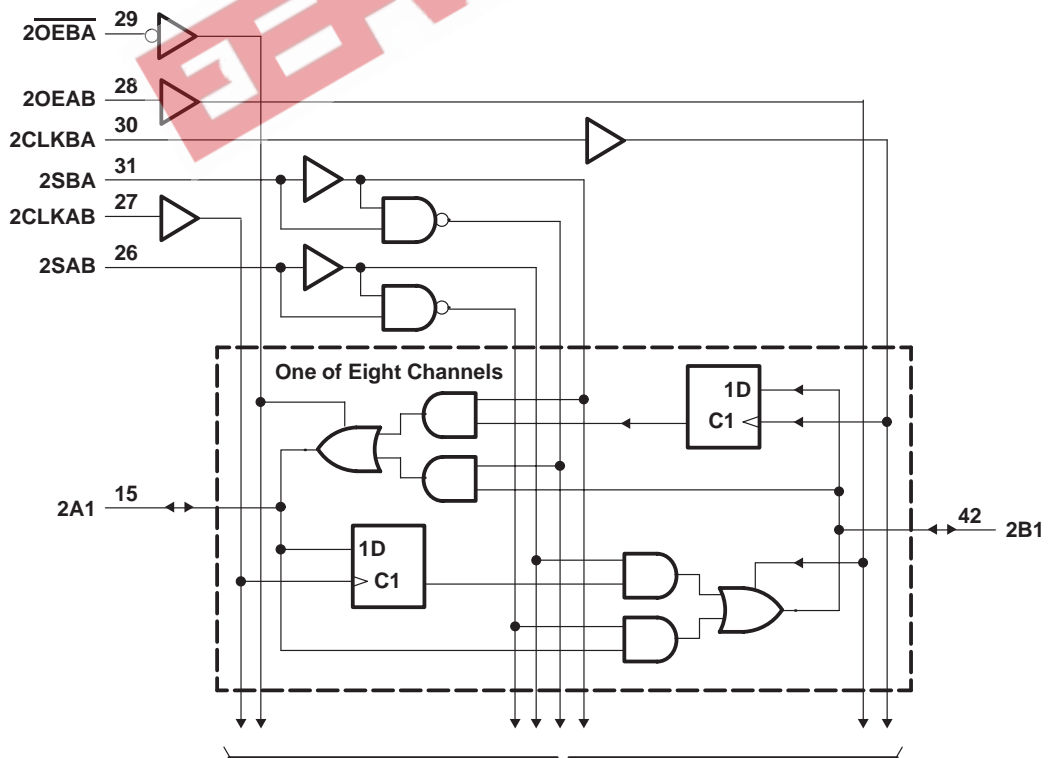 2OEBA 29
2OEAB 28
2CLKBA 30
2SBA 31
2CLKAB 27
2SAB 26
One of Eight Channels
1D
C1
2A1 15
1D
C1
42 2B1